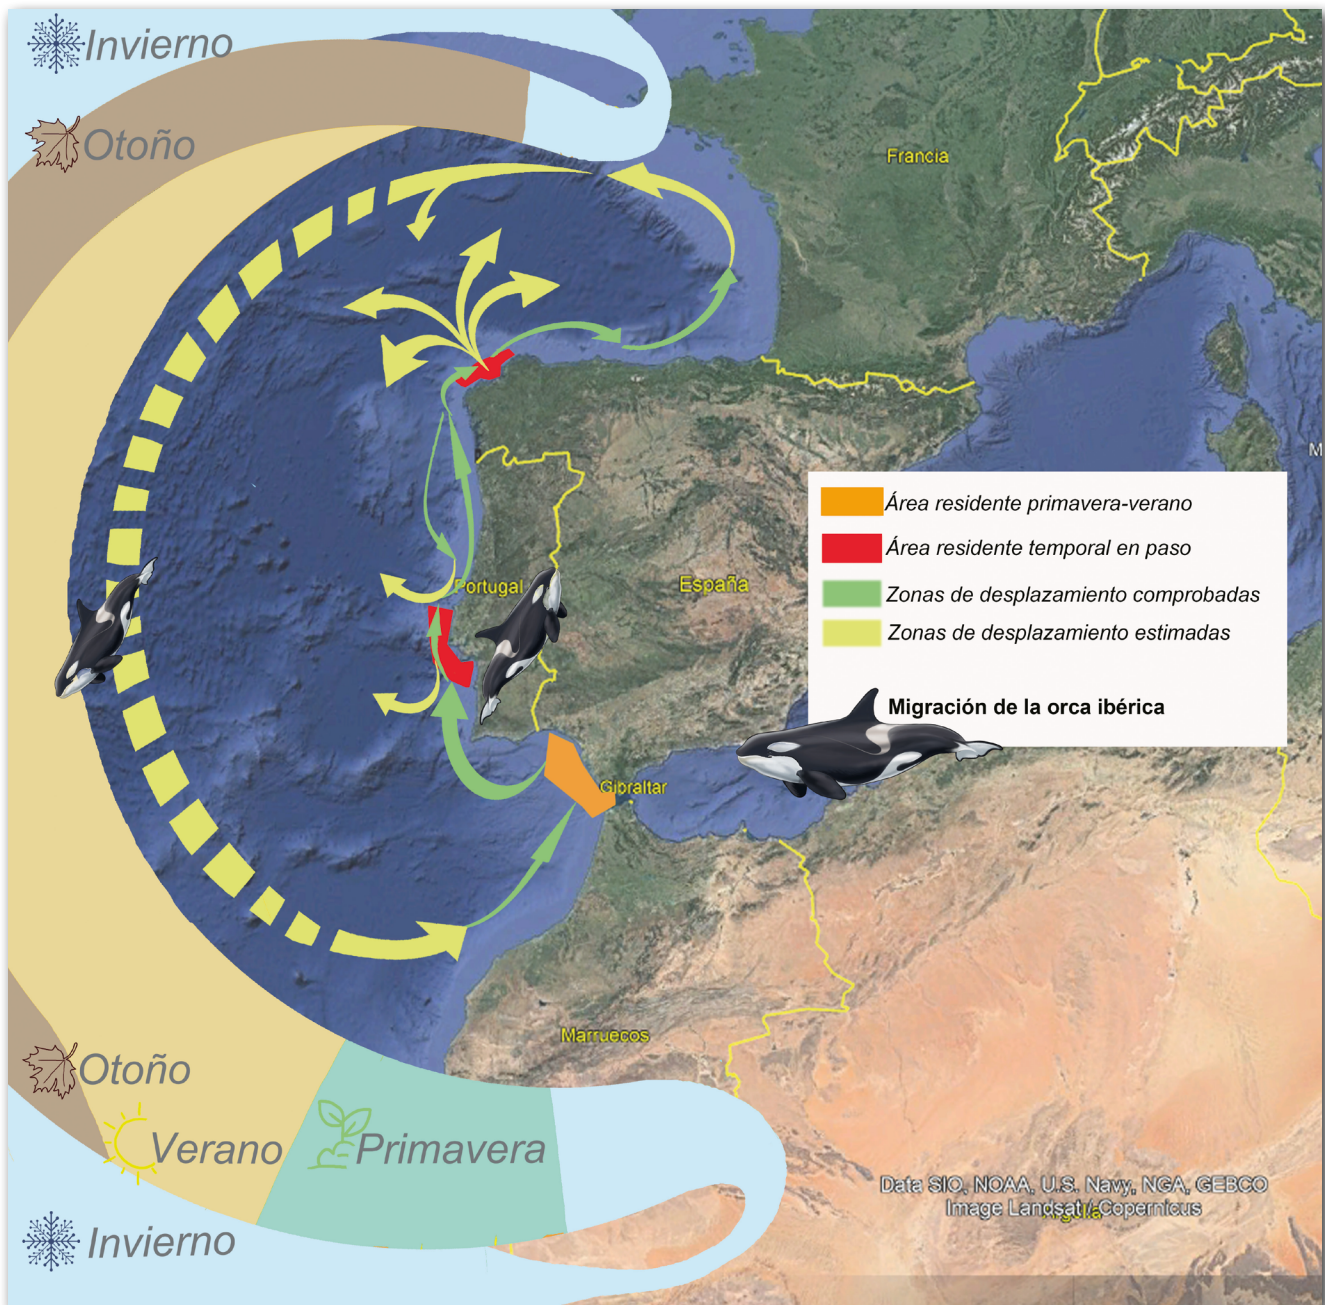 Invierno
Otoño
Francia
Área residente primavera-verano
Área residente temporal en paso
Portugal
España
Zonas de desplazamiento comprobadas
Zonas de desplazamiento estimadas
Migración de la orca ibérica
Gibraltar
Marruecos
Otoño
Verano
Primavera
Data SIO, NOAA, U.S. Navy, NGA, GEBCO
Image Landsat / Copernicus
Invierno